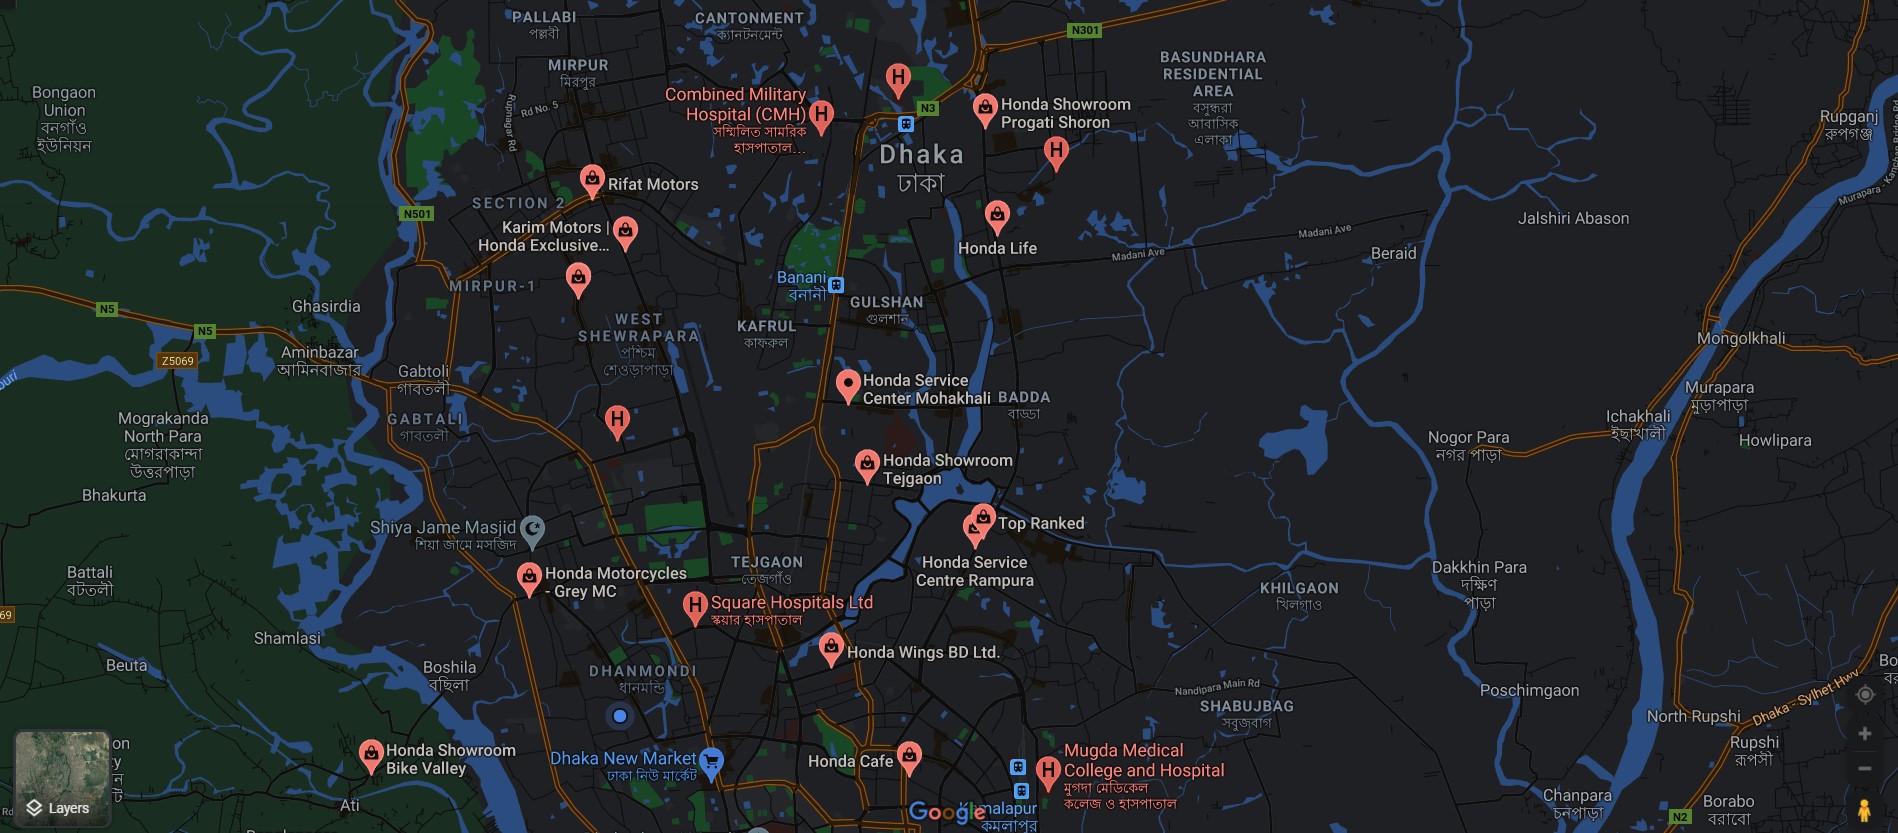 PALLABI
পল্লবী
CANTONMENT
ক্যানটনমেন্ট
N301
MIRPUR
মিরপুর
BASUNDHARA
RESIDENTIAL
AREA
বসুন্ধরা
আবাসিক
এলাকা
Bongaon
Union
বনগাঁও
ইউনিয়ন
Rd No. 5
Rupnagar Rd
Combined Military
Hospital (CMH)
সম্মিলিত সামরিক
হাসপাতাল...
N3
Honda Showroom
Progati Shoron
Rupganj
রুপগঞ্জ
Dhaka
ঢাকা
Rifat Motors
SECTION 2
N501
Karim Motors |
Honda Exclusive...
Honda Life
Jalshiri Abason
Madani Ave
Madani Ave
Beraid
Banani
বনানী
MIRPUR-1
GULSHAN
গুলশান
Ghasirdia
N5
N5
WEST
SHEWRAPARA
পশ্চিম
শেওড়াপাড়া
KAFRUL
কাফরুল
Mongolkhali
Z5069
Aminbazar
আমিনবাজার
Gabtoli
গাবতলী
Honda Service
Center Mohakhali
BADDA
বাড্ডা
Murapara
মুড়াপাড়া
GABTALI
গাবতলী
Mograkanda
North Para
মোগরাকান্দা
উত্তরপাড়া
Ichakhali
ইছাখালী
Nogor Para
নগর পাড়া
Howlipara
Honda Showroom
Tejgaon
Bhakurta
Shiya Jame Masjid
শিয়া জামে মসজিদ
Top Ranked
Honda Service
Centre Rampura
TEJGAON
তেজগাঁও
Battali
বটতলী
Honda Motorcycles
- Grey MC
Dakkhin Para
দক্ষিণ
পাড়া
KHILGAON
খিলগাও
Square Hospitals Ltd
স্কয়ার হাসপাতাল
69
Shamlasi
Honda Wings BD Ltd.
Beuta
Boshila
বছিলা
DHANMONDI
ধানমন্ডি
Nandipara Main Rd
Poschimgaon
SHABUJBAG
সবুজবাগ
North Rupshi
Dhaka - Sylhet Hwy
Rupshi
রূপসী
Honda Showroom
Bike Valley
Dhaka New Market
ঢাকা নিউ মার্কেট
Honda Cafe
Mugda Medical
College and Hospital
মুগদা মেডিকেল
কলেজ ও হাসপাতাল
Layers
Ati
Google
Chanpara
চনপাড়া
Borabo
বরাবো
N2
কমলাপুর